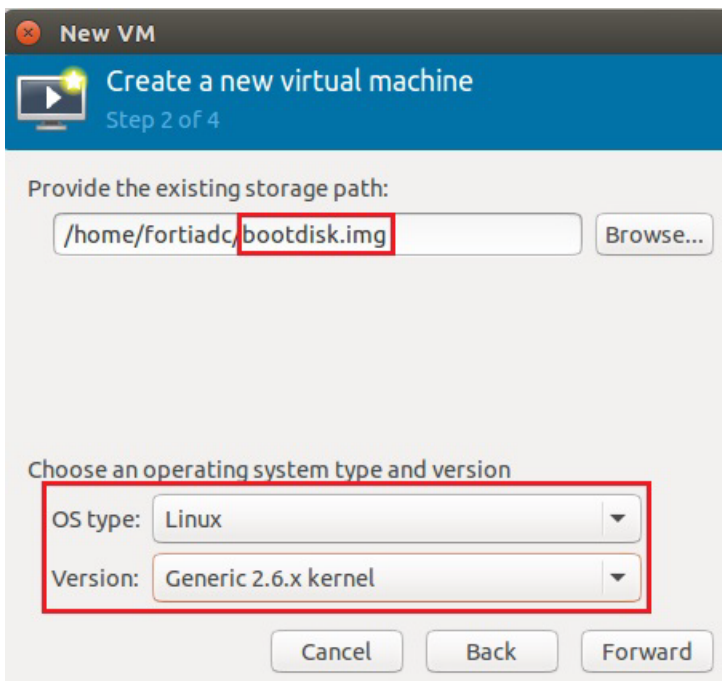 New VM
Create a new virtual machine
Step 2 of 4
Provide the existing storage path:
/home/fortiadc/bootdisk.img Browse...
Choose an operating system type and version
OS type: Linux
Version: Generic 2.6.x kernel
Cancel Back Forward